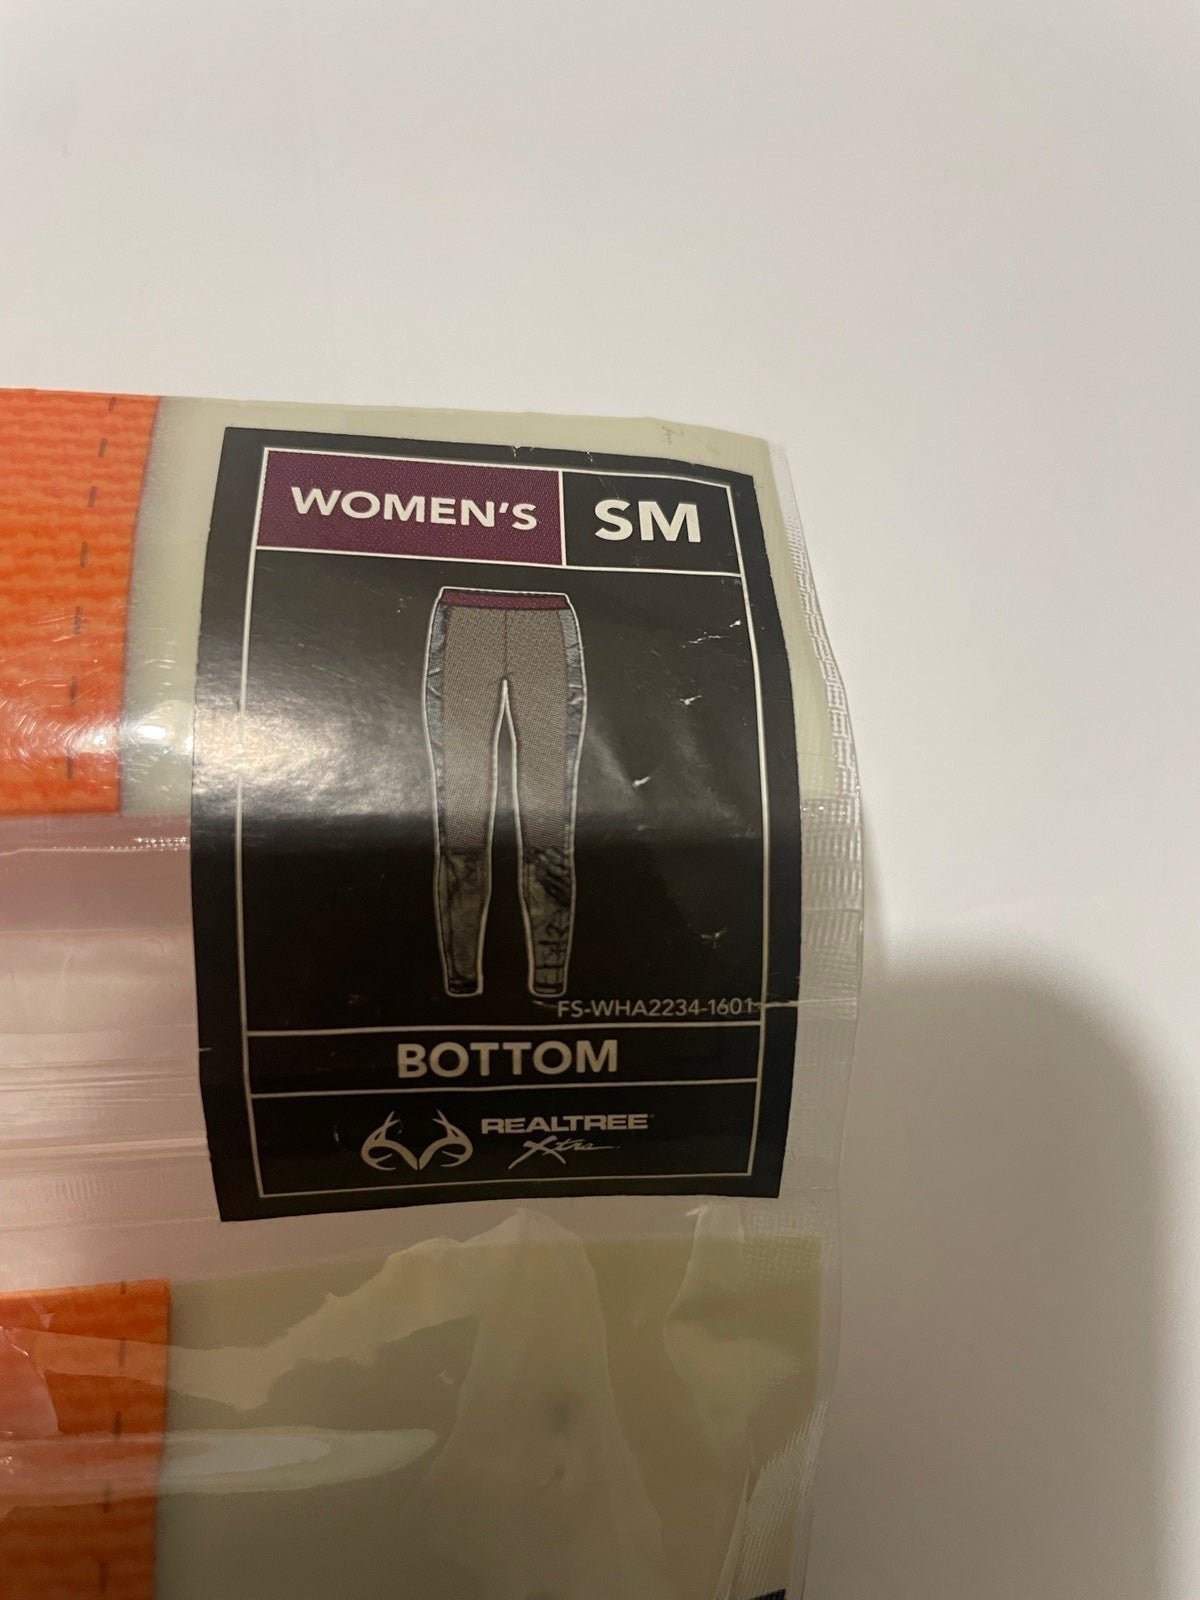 WOMEN'S SM
FS-WHA2234-1601
BOTTOM
REALTREE
Xtra